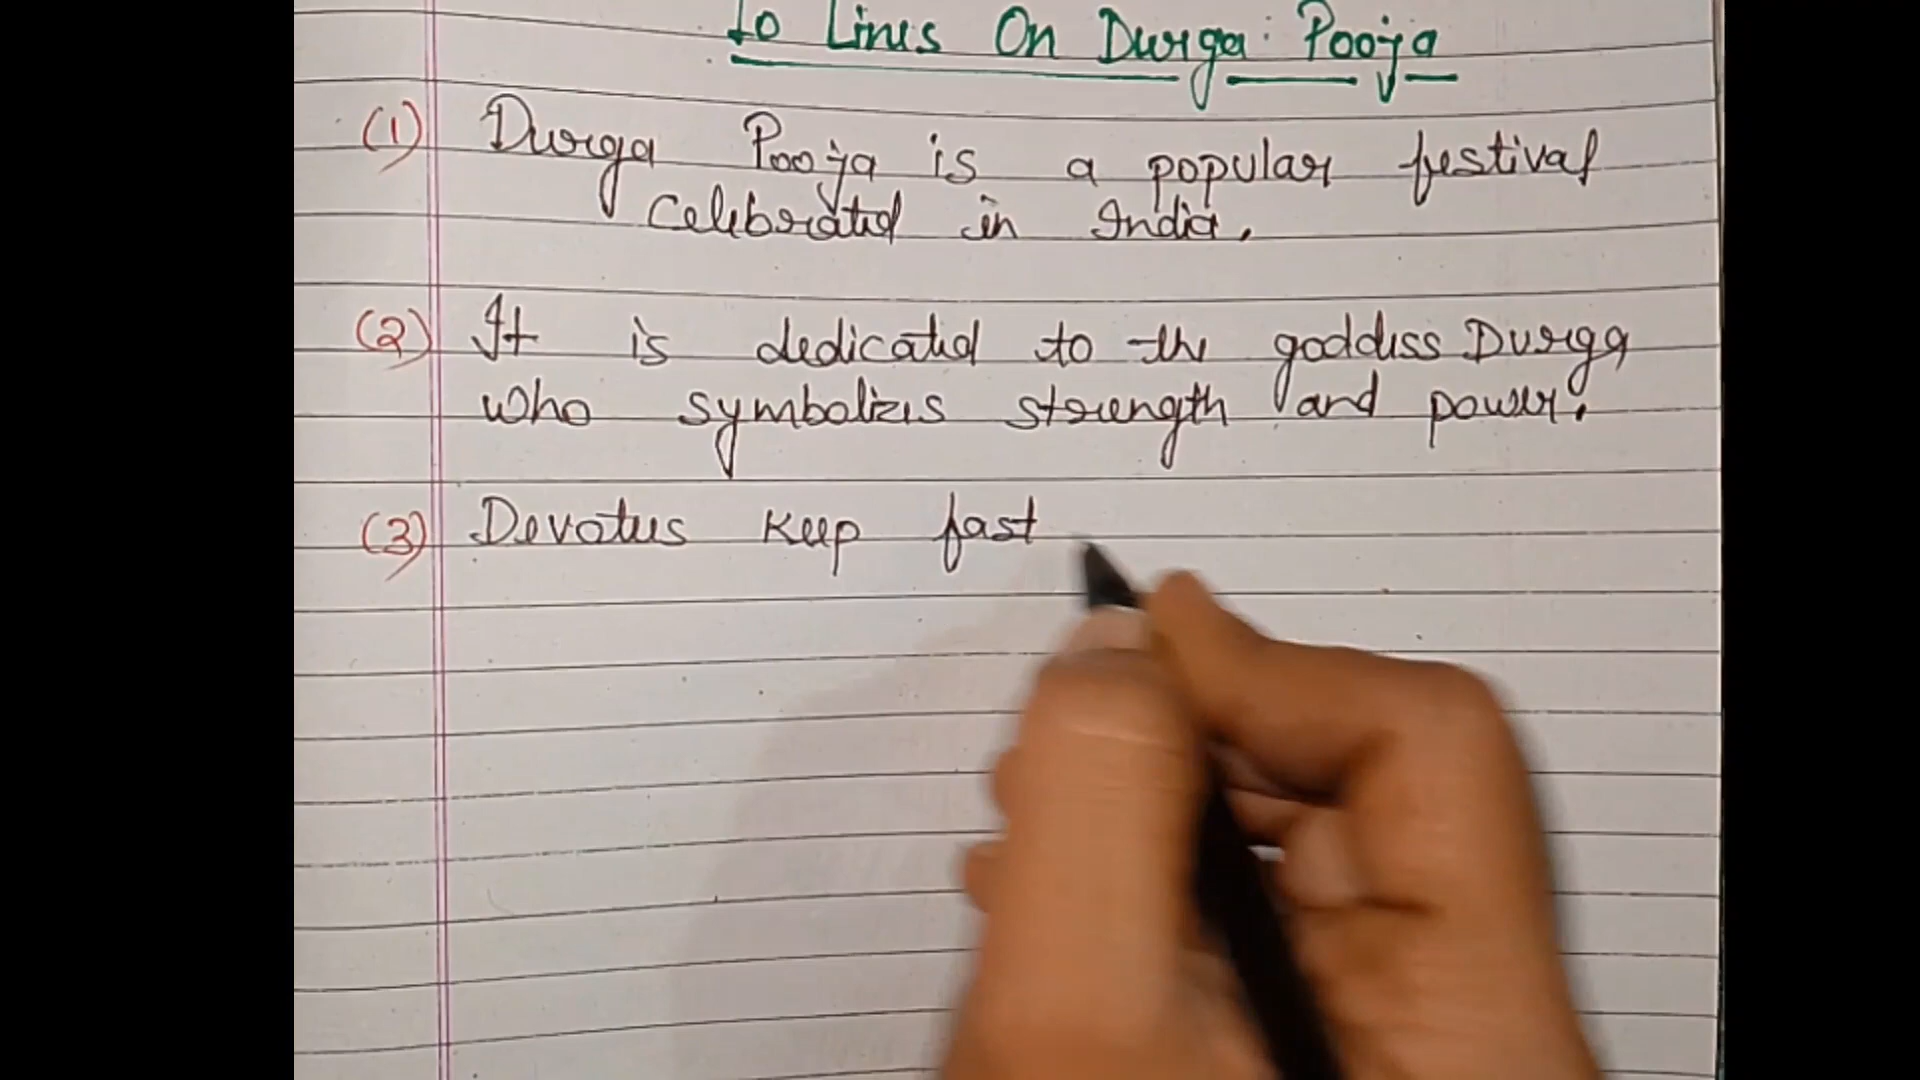 10 Lines On Durga Pooja
(1) Durga Pooja is a popular festival
celebrated in India.
(2) It is dedicated to the goddess Durga
who symbolizes strength and power.
(3) Devotees keep fast